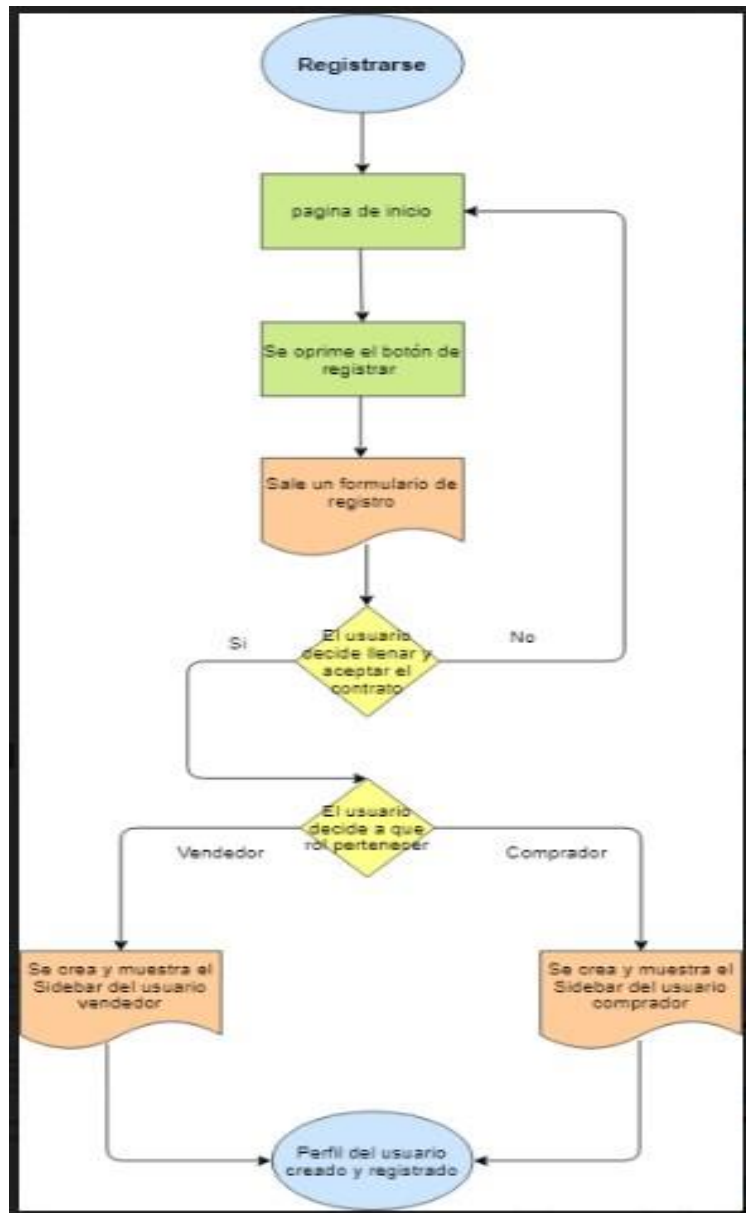 Registrarse
pagina de inicio
Se oprime el botón de
registrar
Sale un formulario de
registro
El usuario
decide llenar y
aceptar el
contrato
Si
No
El usuario
decide a que
rol pertenecer
Vendedor
Comprador
Se crea y muestra el
Sidebar del usuario
vendedor
Se crea y muestra el
Sidebar del usuario
comprador
Perfil del usuario
creado y registrado